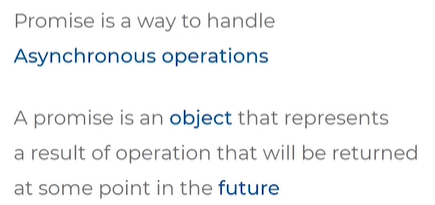 Promise is a way to handle
Asynchronous operations
A promise is an object that represents
a result of operation that will be returned
at some point in the future